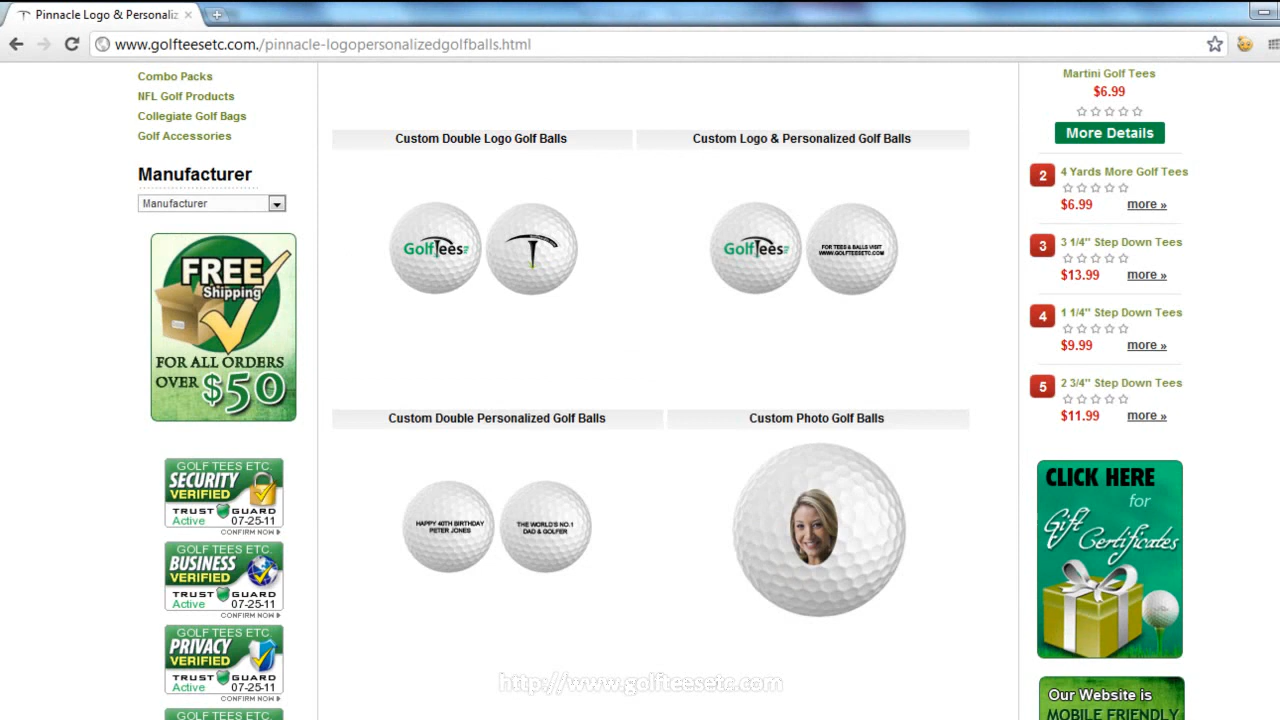 Pinnacle Logo & Personaliz
www.golfteesetc.com./pinnacle-logopersonalizedgolfballs.html
Combo Packs
NFL Golf Products
Collegiate Golf Bags
Golf Accessories
Manufacturer
Manufacturer
FREE
Shipping
FOR ALL ORDERS
OVER $50
GOLF TEES ETC.
SECURITY
VERIFIED
TRUST GUARD
Active 07-25-11
CONFIRM NOW
GOLF TEES ETC.
BUSINESS
VERIFIED
TRUST GUARD
Active 07-25-11
CONFIRM NOW
GOLF TEES ETC.
PRIVACY
VERIFIED
TRUST GUARD
Active 07-25-11
CONFIRM NOW
Custom Double Logo Golf Balls
Custom Logo & Personalized Golf Balls
GolfTees
GolfTees
FOR TEES & BALLS VISIT
WWW.GOLFTEESETC.COM
Custom Double Personalized Golf Balls
Custom Photo Golf Balls
HAPPY 40TH BIRTHDAY
PETER JONES
THE WORLD'S NO.1
DAD & GOLFER
http://www.golfteesetc.com
Martini Golf Tees
$6.99
More Details
2 4 Yards More Golf Tees
$6.99 more »
3 3 1/4" Step Down Tees
$13.99 more »
4 1 1/4" Step Down Tees
$9.99 more »
5 2 3/4" Step Down Tees
$11.99 more »
CLICK HERE
for
Gift
Certificates
Our Website is
MOBILE FRIENDLY